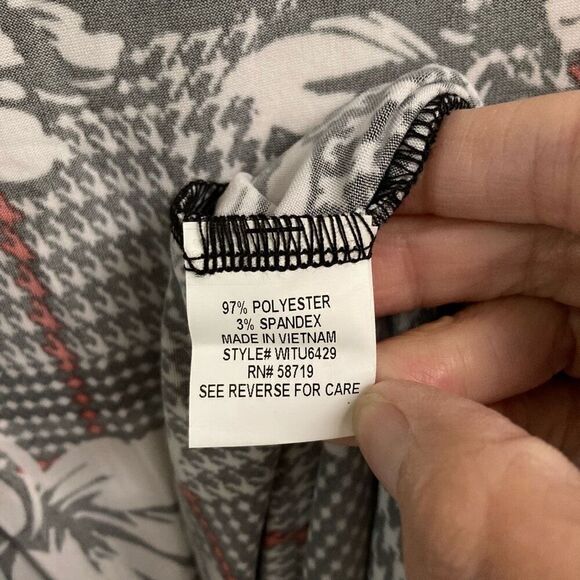 97% POLYESTER
3% SPANDEX
MADE IN VIETNAM
STYLE# WITU6429
RN# 58719
SEE REVERSE FOR CARE